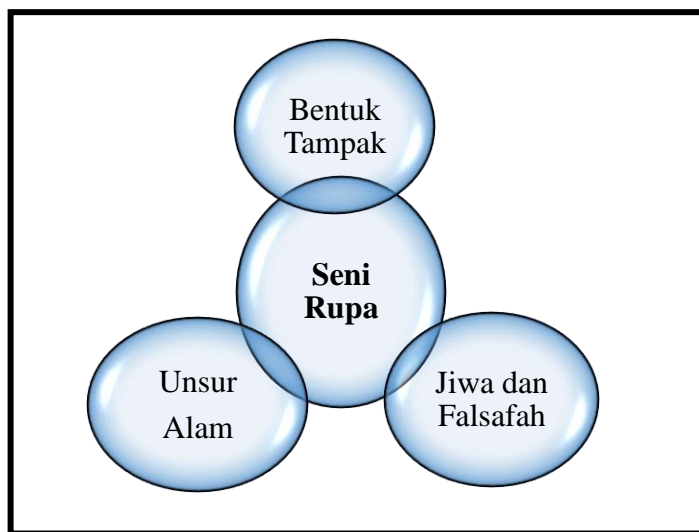 Bentuk
Tampak
Seni
Rupa
Unsur
Alam
Jiwa dan
Falsafah